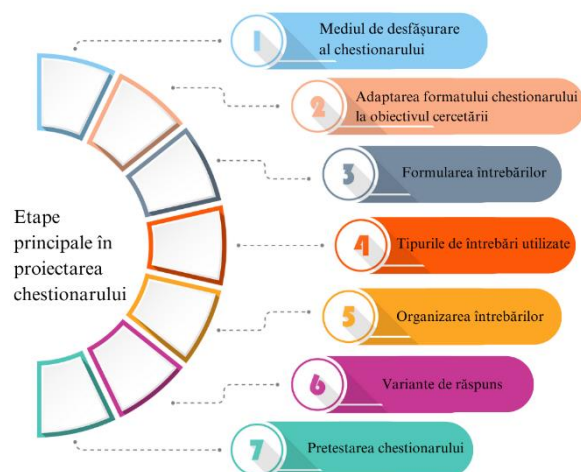 Etape
principale în
proiectarea
chestionarului
1
Mediul de desfășurare
al chestionarului
2
Adaptarea formatului chestionarului
la obiectivul cercetării
3
Formularea întrebărilor
4
Tipurile de întrebări utilizate
5
Organizarea întrebărilor
6
Variante de răspuns
7
Pretestarea chestionarului